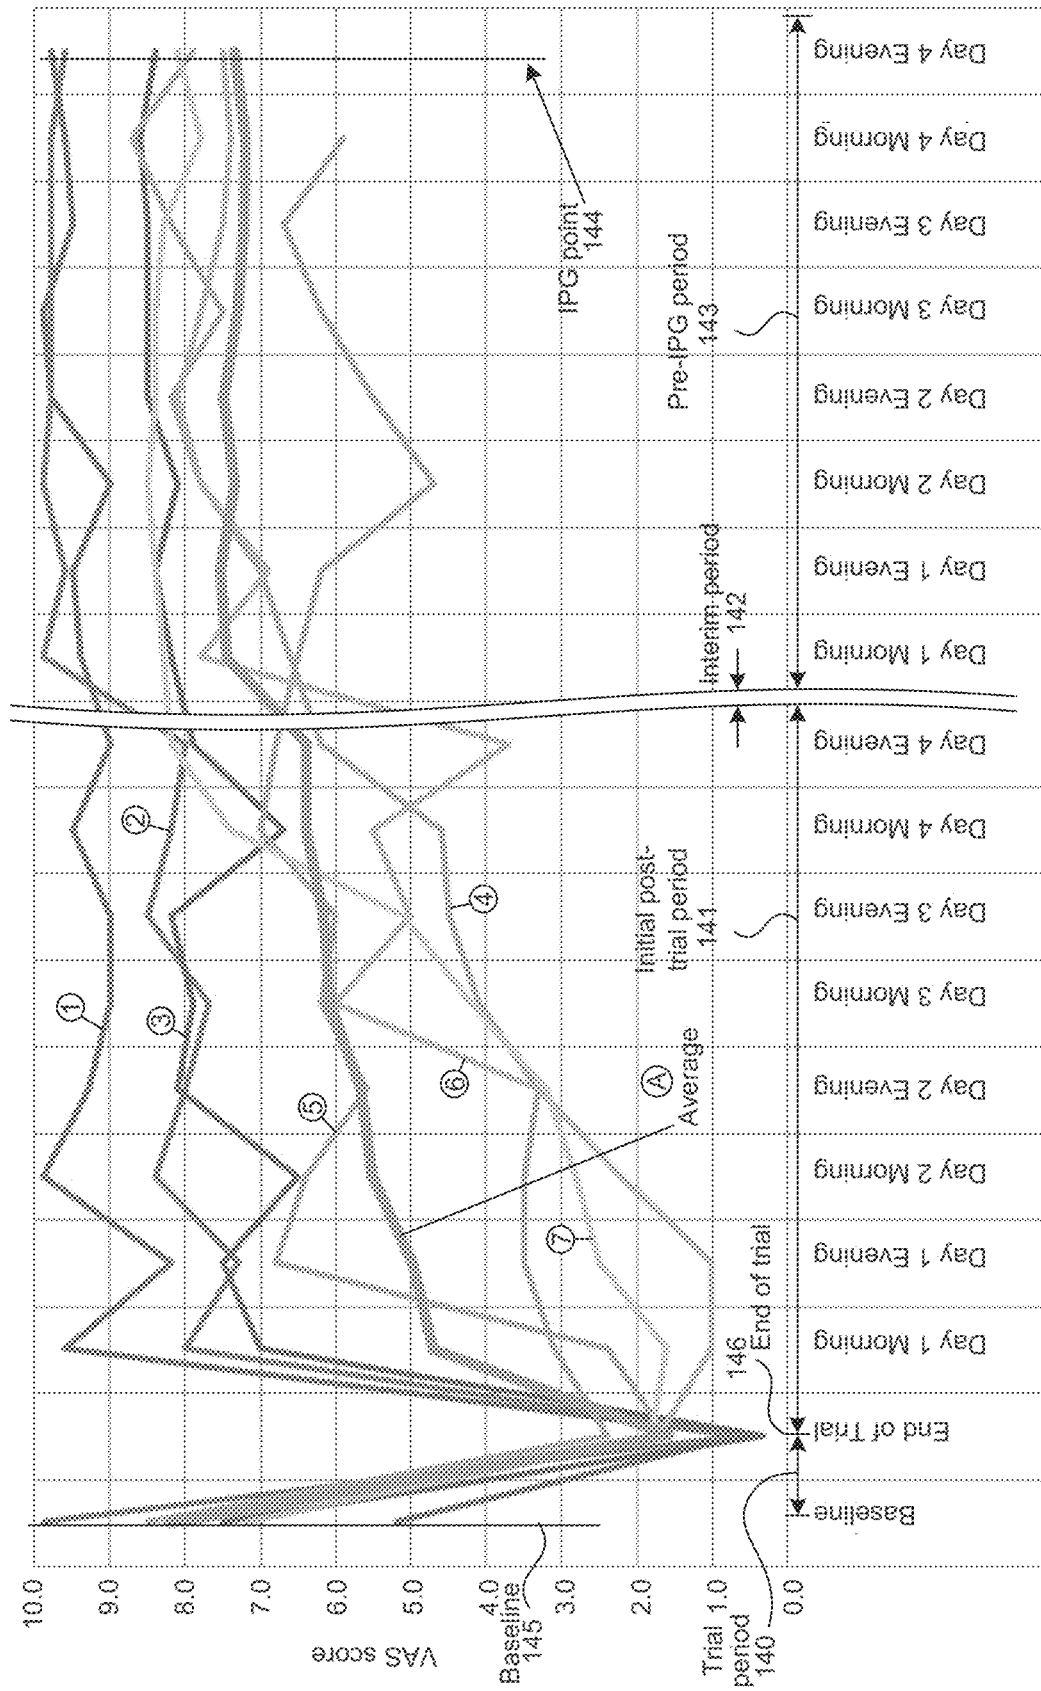 10.0
9.0
8.0
7.0
6.0
5.0
4.0
3.0
2.0
1.0
0.0
VAS score
Baseline
145
Trial
period
140
1
2
3
4
5
6
7
A
Average
Initial post-
trial period
141
Interim period
142
Pre-IPG period
143
IPG point
144
146
End of trial
Baseline
End of Trial
Day 1 Morning
Day 1 Evening
Day 2 Morning
Day 2 Evening
Day 3 Morning
Day 3 Evening
Day 4 Morning
Day 4 Evening
Day 1 Morning
Day 1 Evening
Day 2 Morning
Day 2 Evening
Day 3 Morning
Day 3 Evening
Day 4 Morning
Day 4 Evening